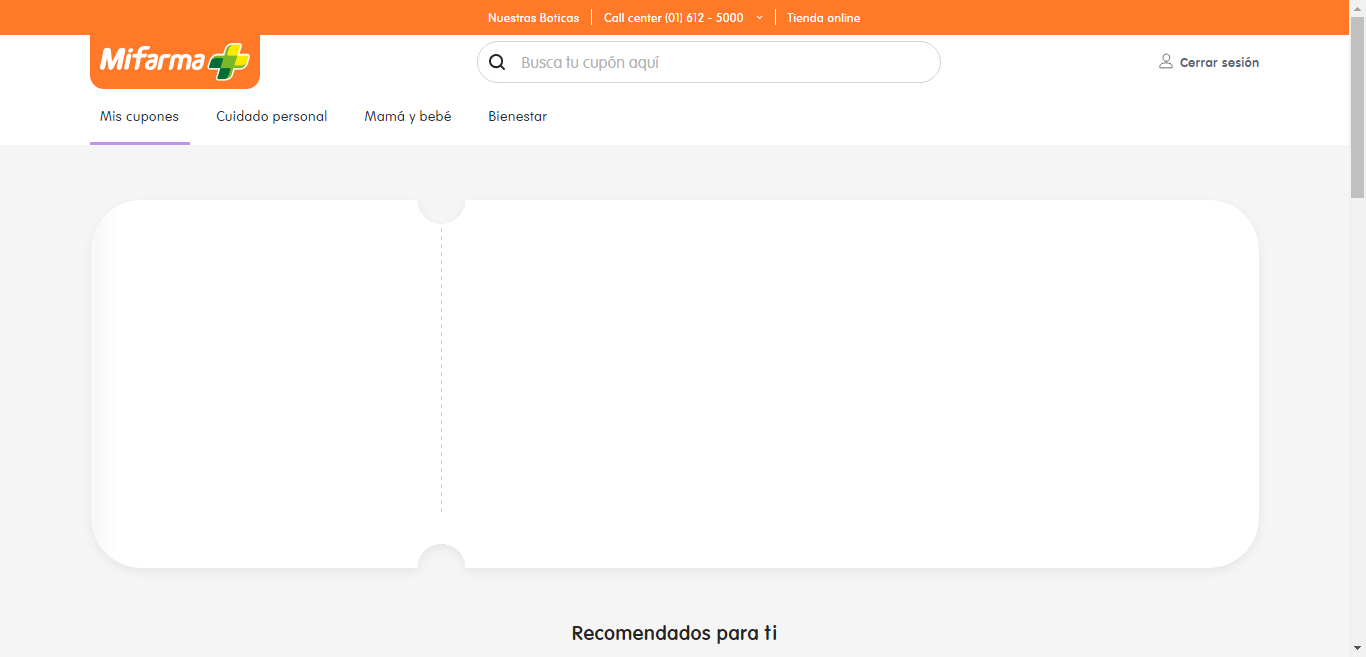 Nuestras Boticas Call center (01) 612 - 5000 Tienda online
Mifarma
Busca tu cupón aquí
Cerrar sesión
Mis cupones Cuidado personal Mamá y bebé Bienestar
Recomendados para ti